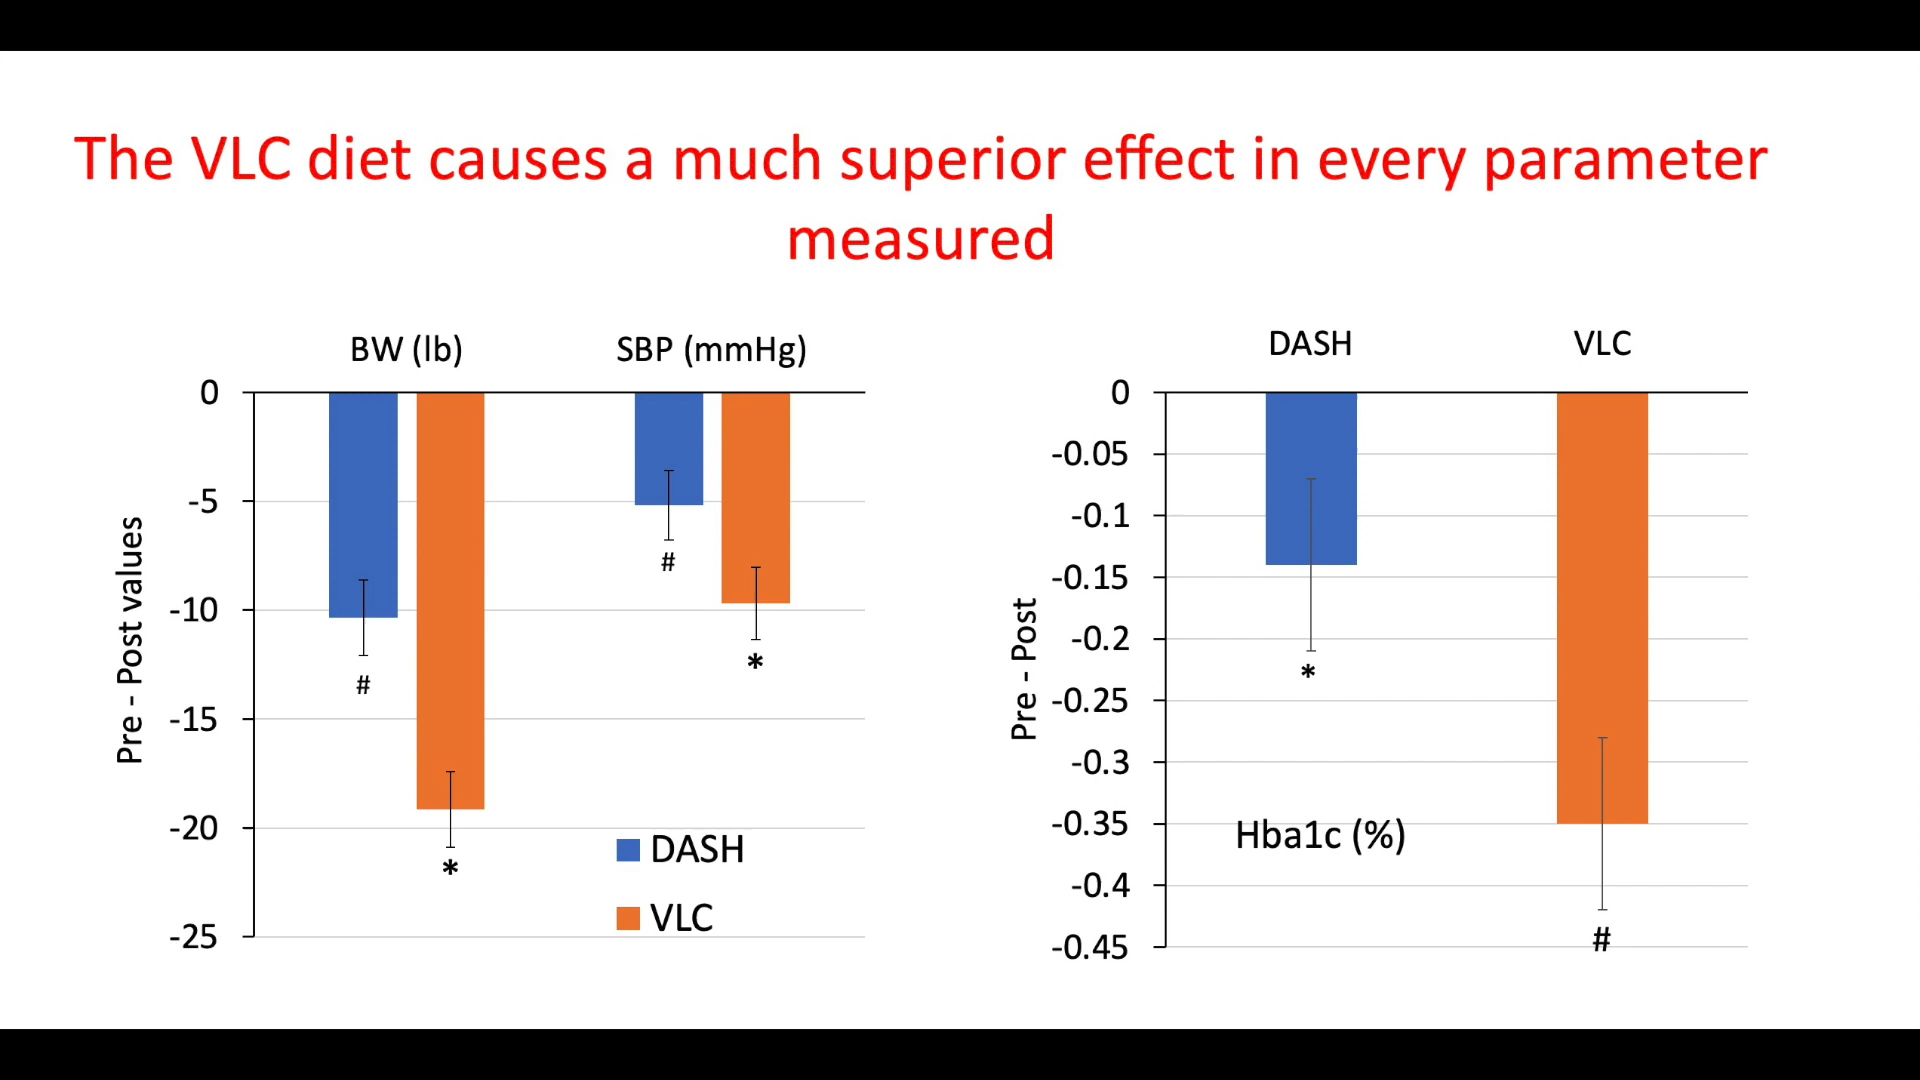 The VLC diet causes a much superior effect in every parameter
measured
BW (lb)
SBP (mmHg)
0
-5
-10
-15
-20
-25
Pre - Post values
#
*
#
*
DASH
VLC
DASH
VLC
0
-0.05
-0.1
-0.15
-0.2
-0.25
-0.3
-0.35
-0.4
-0.45
Pre - Post
*
#
Hba1c (%)